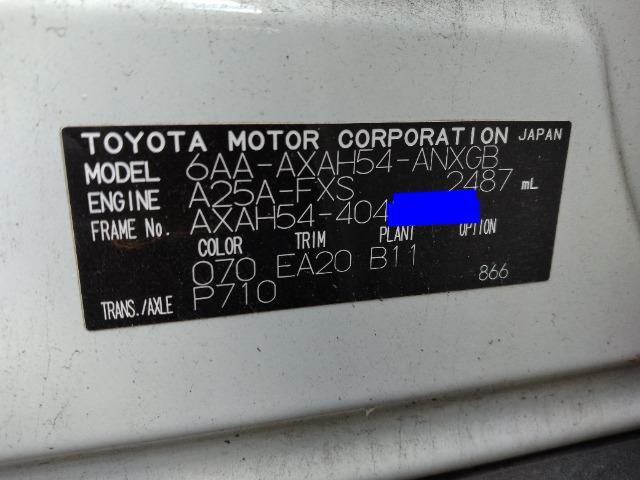 TOYOTA MOTOR CORPORATION JAPAN
MODEL 6AA-AXAH54-ANXGB
ENGINE A25A-FXS 2487 mL
FRAME No. AXAH54-404
COLOR TRIM PLANT OPTION
070 EA20 B11
TRANS./AXLE P710 866